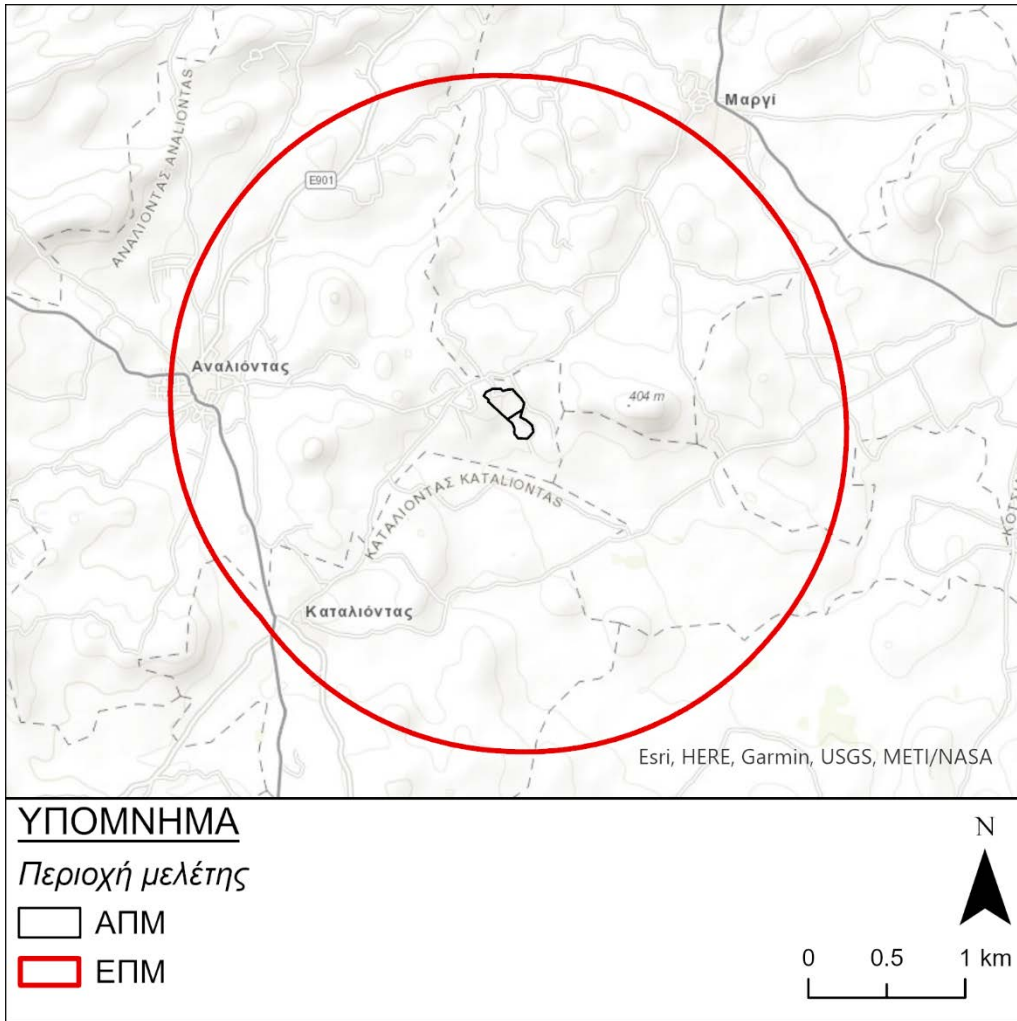 Μαργί
ΑΝΑΛΙΟΝΤΑΣ ANALIONTAS
E901
Αναλιόντας
404 m
ΚΑΤΑΛΙΟΝΤΑΣ KATALIONTAS
Καταλιόντας
Esri, HERE, Garmin, USGS, METI/NASA
ΥΠΟΜΝΗΜΑ
Περιοχή μελέτης
ΑΠΜ
ΕΠΜ
N
0 0.5 1 km